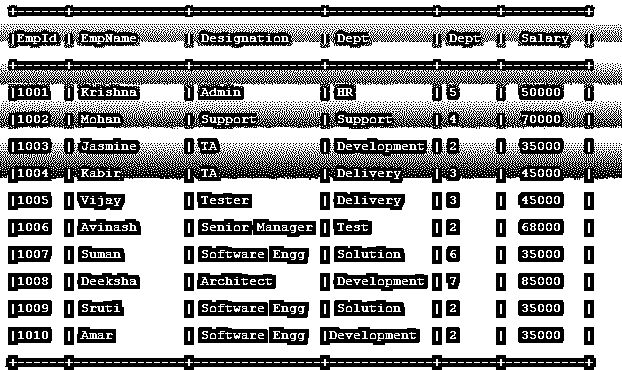 +------+-----------+-------------+-----------+------+--------+
|EmpId | EmpName | Designation | Dept | Dept | Salary |
+------+-----------+-------------+-----------+------+--------+
|1001 | Krishna | Admin | HR | 5 | 50000 |
|1002 | Mohan | Support | Support | 4 | 70000 |
|1003 | Jasmine | TA | Development | 2 | 35000 |
|1004 | Kabir | TA | Delivery | 3 | 45000 |
|1005 | Vijay | Tester | Delivery | 3 | 45000 |
|1006 | Avinash | Senior Manager | Test | 2 | 68000 |
|1007 | Suman | Software Engg | Solution | 6 | 35000 |
|1008 | Deeksha | Architect | Development | 7 | 85000 |
|1009 | Sruti | Software Engg | Solution | 2 | 35000 |
|1010 | Amar | Software Engg |Development | 2 | 35000 |
+------+-----------+-------------+-----------+------+--------+